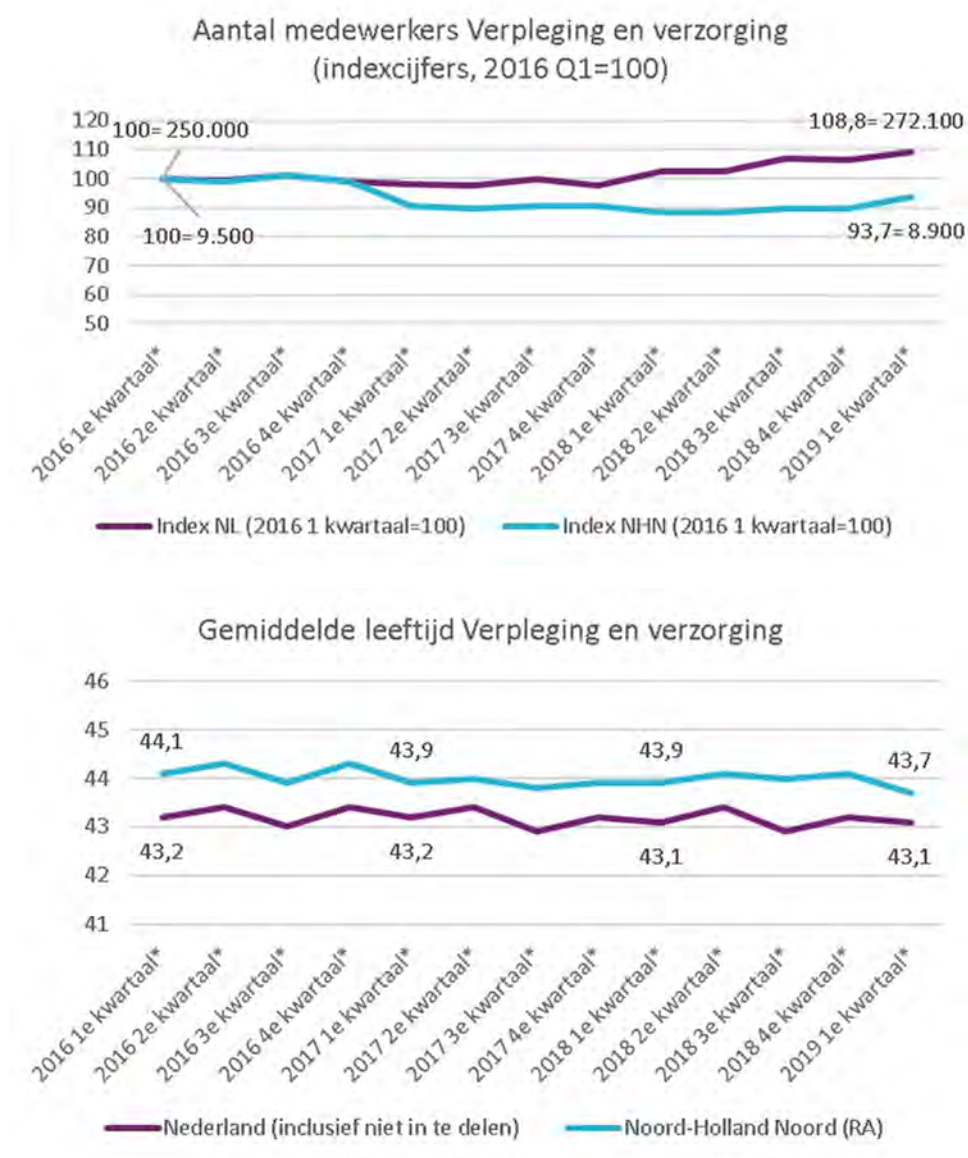 Aantal medewerkers Verpleging en verzorging
(indexcijfers, 2016 Q1=100)
120
100= 250.000
108,8= 272.100
110
100
90
80
100= 9.500
93,7= 8.900
70
60
50
2016 1e kwartaal*
2016 2e kwartaal*
2016 3e kwartaal*
2016 4e kwartaal*
2017 1e kwartaal*
2017 2e kwartaal*
2017 3e kwartaal*
2017 4e kwartaal*
2018 1e kwartaal*
2018 2e kwartaal*
2018 3e kwartaal*
2018 4e kwartaal*
2019 1e kwartaal*
Index NL (2016 1 kwartaal=100)
Index NHN (2016 1 kwartaal=100)
Gemiddelde leeftijd Verpleging en verzorging
46
45
44,1
43,9
43,9
43,7
44
43
43,2
43,2
43,1
43,1
42
41
2016 1e kwartaal*
2016 2e kwartaal*
2016 3e kwartaal*
2016 4e kwartaal*
2017 1e kwartaal*
2017 2e kwartaal*
2017 3e kwartaal*
2017 4e kwartaal*
2018 1e kwartaal*
2018 2e kwartaal*
2018 3e kwartaal*
2018 4e kwartaal*
2019 1e kwartaal*
Nederland (inclusief niet in te delen)
Noord-Holland Noord (RA)